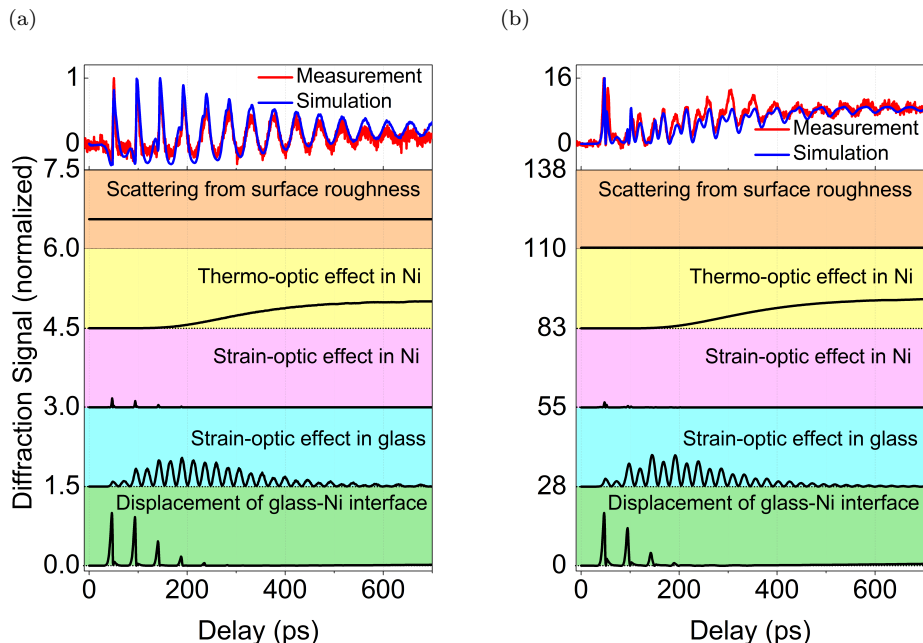 (a)
Diffraction Signal (normalized)
1
0
Measurement
Simulation
7.5
Scattering from surface roughness
6.0
Thermo-optic effect in Ni
4.5
Strain-optic effect in Ni
3.0
Strain-optic effect in glass
1.5
Displacement of glass-Ni interface
0.0
0 200 400 600
Delay (ps)
(b)
16
0
Measurement
Simulation
138
Scattering from surface roughness
110
Thermo-optic effect in Ni
83
Strain-optic effect in Ni
55
Strain-optic effect in glass
28
Displacement of glass-Ni interface
0
0 200 400 600
Delay (ps)